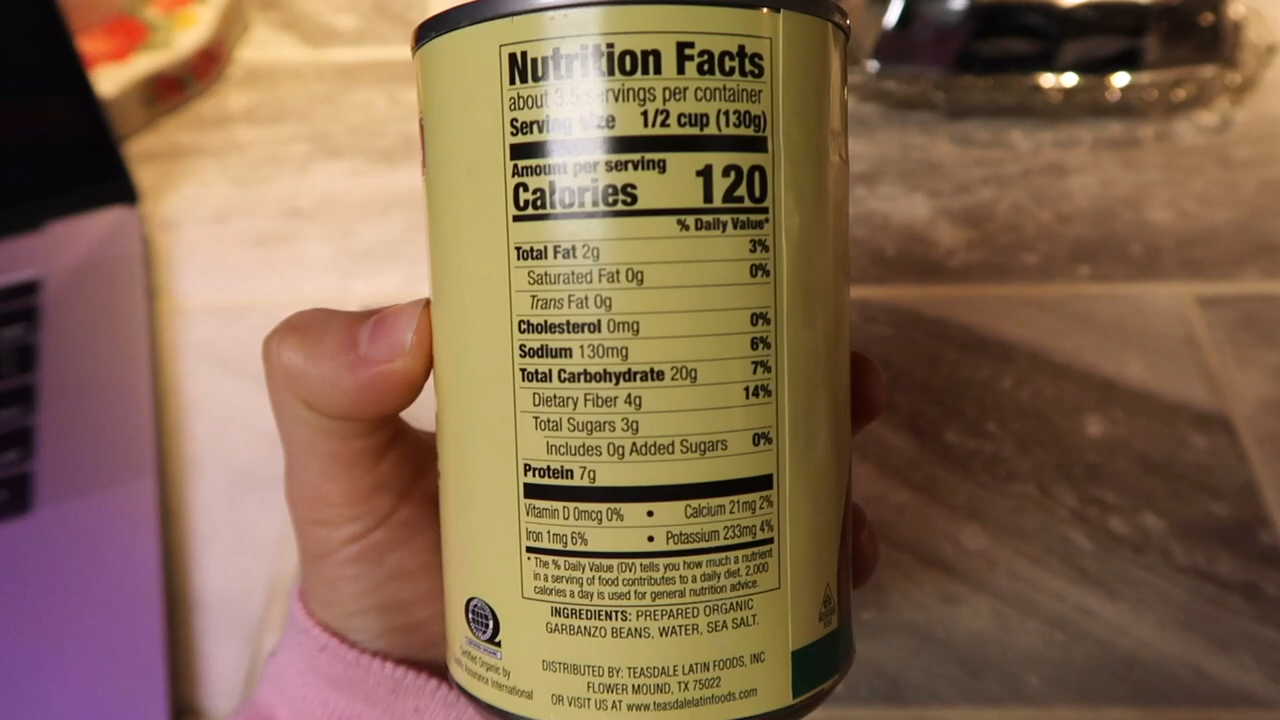 Nutrition Facts
about 3.5 servings per container
Serving size 1/2 cup (130g)
Amount per serving
Calories 120
% Daily Value*
Total Fat 2g 3%
Saturated Fat 0g 0%
Trans Fat 0g
Cholesterol 0mg 0%
Sodium 130mg 6%
Total Carbohydrate 20g 7%
Dietary Fiber 4g 14%
Total Sugars 3g
Includes 0g Added Sugars 0%
Protein 7g
Vitamin D 0mcg 0% • Calcium 21mg 2%
Iron 1mg 6% • Potassium 233mg 4%
* The % Daily Value (DV) tells you how much a nutrient
in a serving of food contributes to a daily diet. 2,000
calories a day is used for general nutrition advice.
INGREDIENTS: PREPARED ORGANIC
GARBANZO BEANS, WATER, SEA SALT.
Certified Organic by
Quality Assurance International
DISTRIBUTED BY: TEASDALE LATIN FOODS, INC
FLOWER MOUND, TX 75022
OR VISIT US AT www.teasdalelatinfoods.com